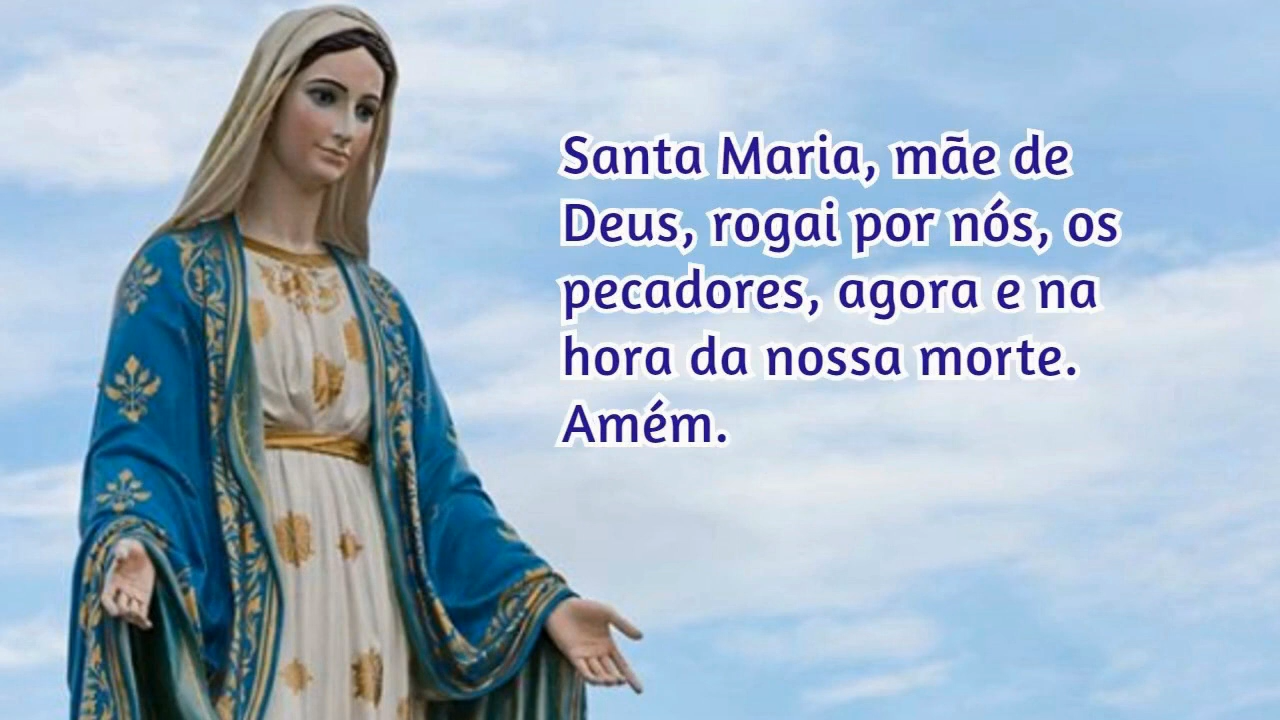 Santa Maria, mãe de
Deus, rogai por nós, os
pecadores, agora e na
hora da nossa morte.
Amém.